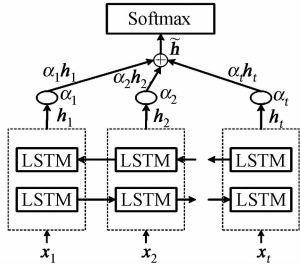 Softmax
h̃
α₁h₁ α₂h₂ αₜhₜ
α₁ α₂ αₜ
h₁ h₂ hₜ
LSTM LSTM LSTM
LSTM LSTM LSTM
x₁ x₂ xₜ